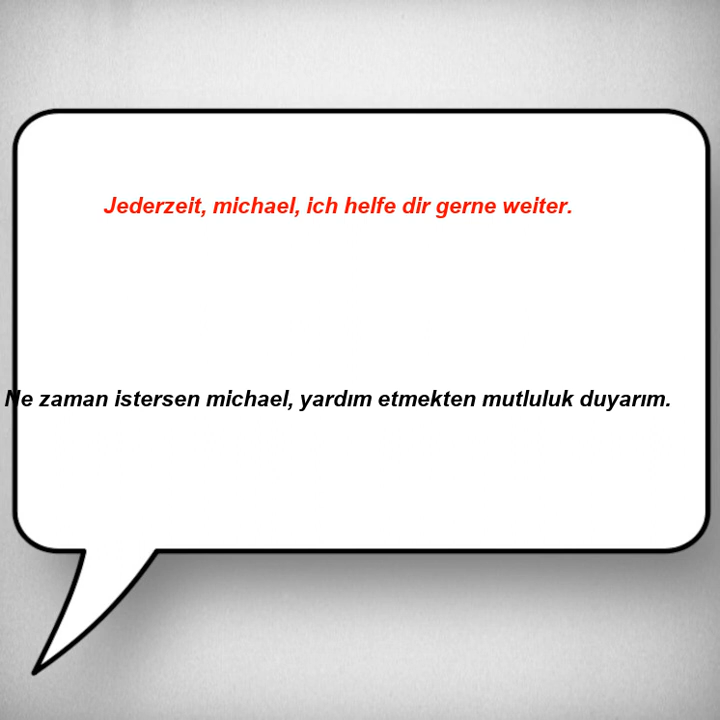 Jederzeit, michael, ich helfe dir gerne weiter.
Ne zaman istersen michael, yardım etmekten mutluluk duyarım.